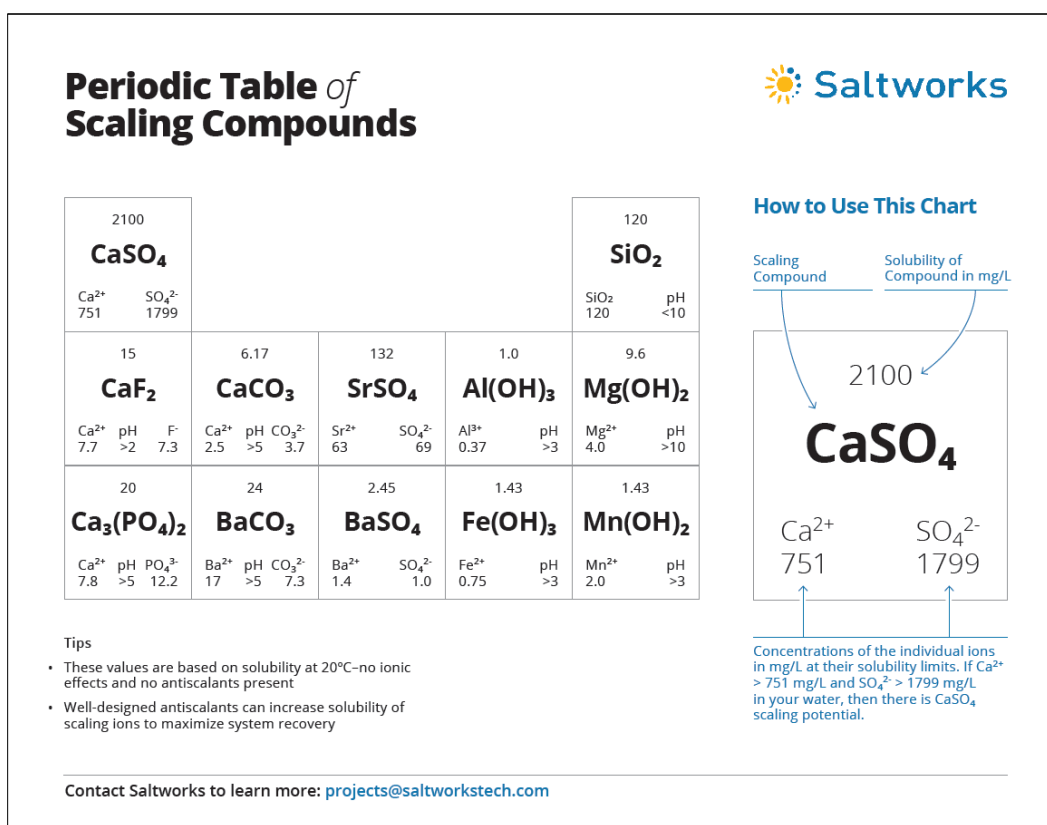 Periodic Table of
Scaling Compounds
Saltworks
2100
CaSO₄
Ca²⁺ SO₄²⁻
751 1799
120
SiO₂
SiO₂ pH
120 <10
15
CaF₂
Ca²⁺ pH F⁻
7.7 >2 7.3
6.17
CaCO₃
Ca²⁺ pH CO₃²⁻
2.5 >5 3.7
132
SrSO₄
Sr²⁺ SO₄²⁻
63 69
1.0
Al(OH)₃
Al³⁺ pH
0.37 >3
9.6
Mg(OH)₂
Mg²⁺ pH
4.0 >10
20
Ca₃(PO₄)₂
Ca²⁺ pH PO₄³⁻
7.8 >5 12.2
24
BaCO₃
Ba²⁺ pH CO₃²⁻
17 >5 7.3
2.45
BaSO₄
Ba²⁺ SO₄²⁻
1.4 1.0
1.43
Fe(OH)₃
Fe²⁺ pH
0.75 >3
1.43
Mn(OH)₂
Mn²⁺ pH
2.0 >3
How to Use This Chart
Scaling
Compound
Solubility of
Compound in mg/L
2100
CaSO₄
Ca²⁺ SO₄²⁻
751 1799
Concentrations of the individual ions
in mg/L at their solubility limits. If Ca²⁺
> 751 mg/L and SO₄²⁻ > 1799 mg/L
in your water, then there is CaSO₄
scaling potential.
Tips
• These values are based on solubility at 20°C–no ionic
effects and no antiscalants present
• Well-designed antiscalants can increase solubility of
scaling ions to maximize system recovery
Contact Saltworks to learn more: projects@saltworkstech.com